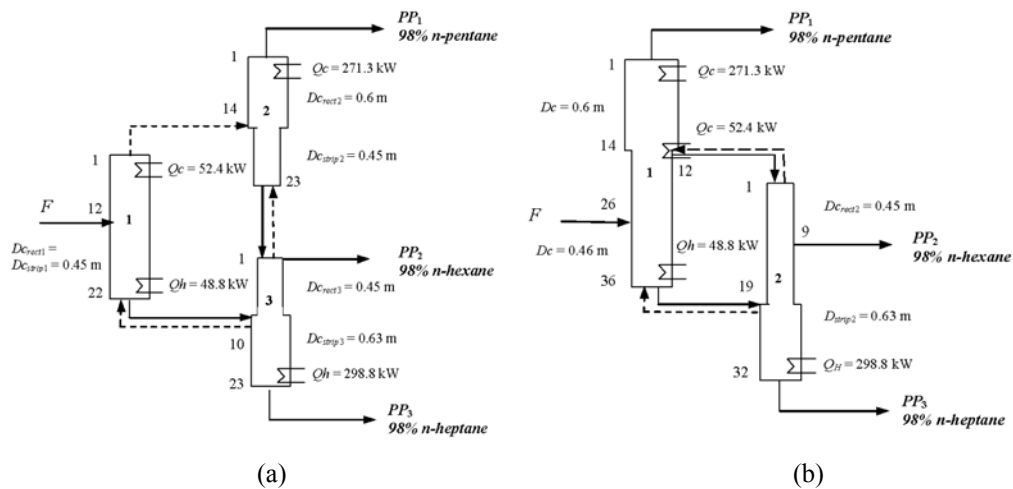 PP1
98% n-pentane
1
Qc = 271.3 kW
Dcrect2 = 0.6 m
14
2
1
Dcstrip2 = 0.45 m
Qc = 52.4 kW
23
F
12
1
Dcrect1 =
Dcstrip1 = 0.45 m
1
PP2
98% n-hexane
Qh = 48.8 kW
Dcrect3 = 0.45 m
22
3
10
Dcstrip3 = 0.63 m
23
Qh = 298.8 kW
PP3
98% n-heptane
(a)
PP1
98% n-pentane
1
Qc = 271.3 kW
Dc = 0.6 m
Qc = 52.4 kW
14
12
1
1
F
26
Dcrect2 = 0.45 m
9
PP2
98% n-hexane
Dc = 0.46 m
Qh = 48.8 kW
36
19
2
Dstrip2 = 0.63 m
QH = 298.8 kW
32
PP3
98% n-heptane
(b)